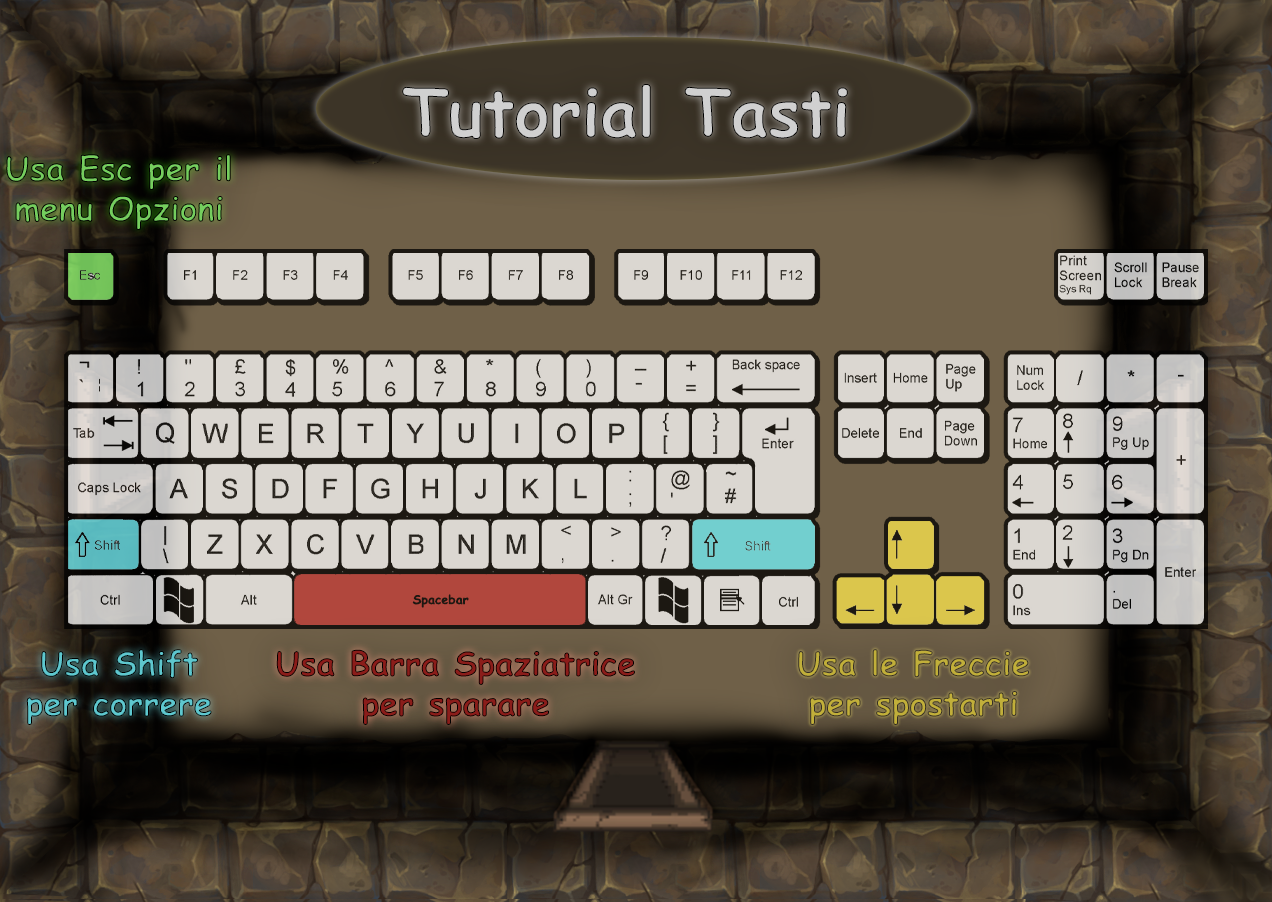 Tutorial Tasti
Usa Esc per il
menu Opzioni
Esc F1 F2 F3 F4 F5 F6 F7 F8 F9 F10 F11 F12 Print Screen Sys Rq Scroll Lock Pause Break
¬ ` ¦ ! 1 " 2 £ 3 $ 4 % 5 ^ 6 & 7 * 8 ( 9 ) 0 _ - + = Back space Insert Home Page Up Num Lock / * -
Tab Q W E R T Y U I O P { [ } ] Enter Delete End Page Down 7 Home 8 9 Pg Up +
Caps Lock A S D F G H J K L : ; @ ' ~ # 4 5 6
Shift | \ Z X C V B N M < , > . ? / Shift 1 End 2 3 Pg Dn Enter
Ctrl Alt Spacebar Alt Gr Ctrl 0 Ins . Del
Usa Shift
per correre
Usa Barra Spaziatrice
per sparare
Usa le Freccie
per spostarti